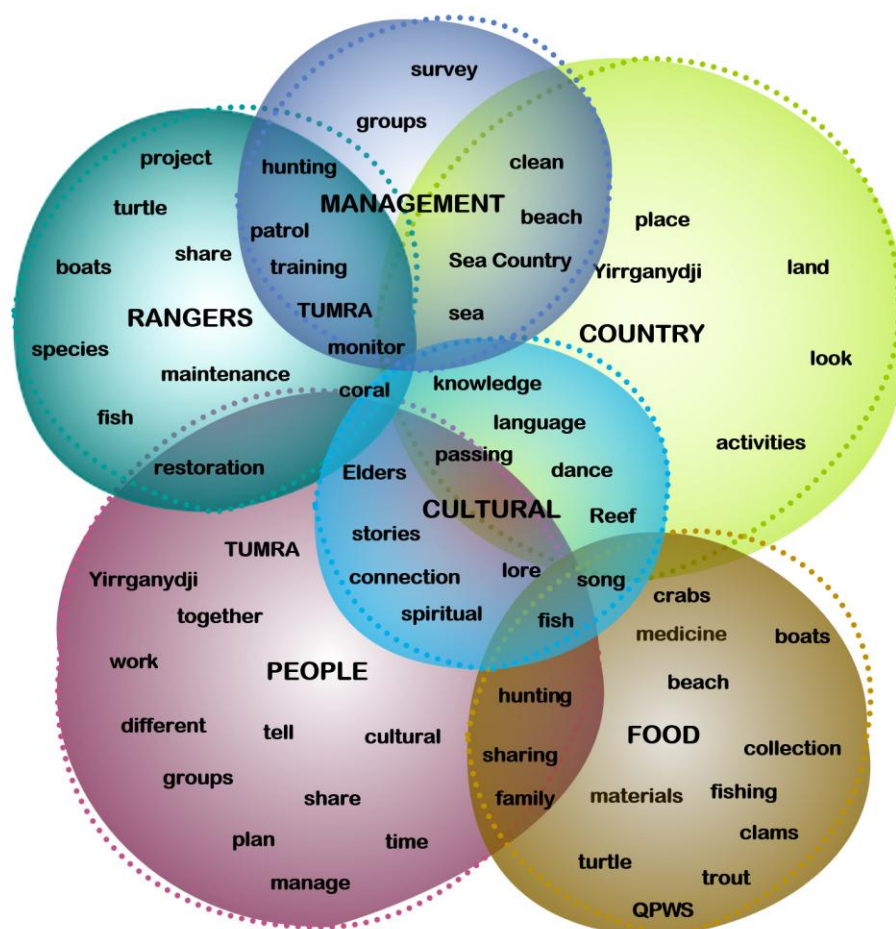 survey
groups
clean
project
hunting
MANAGEMENT
turtle
beach
place
patrol
share
boats
training
Sea Country
Yirrganydji
land
TUMRA
sea
RANGERS
COUNTRY
species
monitor
look
maintenance
coral
knowledge
fish
language
activities
passing
restoration
Elders
dance
CULTURAL
Reef
stories
TUMRA
Yirrganydji
connection
lore
song
crabs
together
spiritual
fish
medicine
boats
work
PEOPLE
beach
hunting
different
tell
cultural
FOOD
sharing
collection
groups
share
family
materials
fishing
plan
time
clams
turtle
trout
manage
QPWS